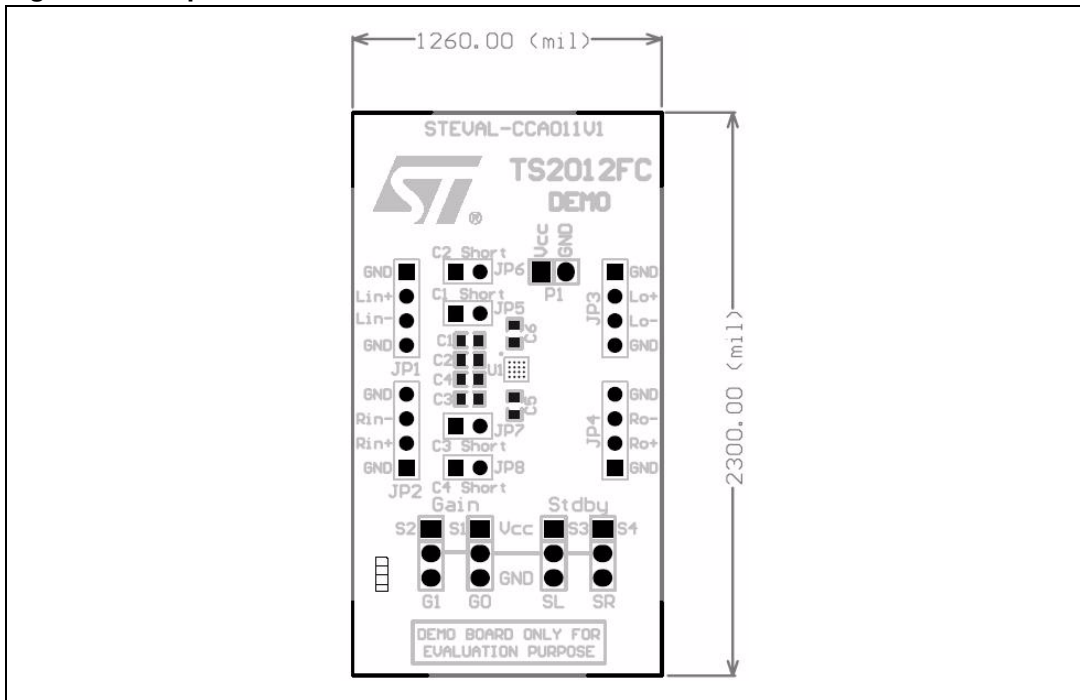 1260.00 (mil)
STEVAL-CCA011V1
ST
®
TS2012FC
DEMO
Vcc
GND
C2 Short
JP6
P1
C1 Short
JP5
GND
Lin+
Lin-
GND
JP1
C1
C2
C4
C3
U1
C6
C5
JP3
GND
Lo+
Lo-
GND
GND
Rin-
Rin+
GND
JP2
JP7
C3 Short
JP8
C4 Short
JP4
GND
Ro-
Ro+
GND
2300.00 (mil)
Gain
Stdby
S2
S1
Vcc
S3
S4
GND
G1
G0
SL
SR
DEMO BOARD ONLY FOR
EVALUATION PURPOSE